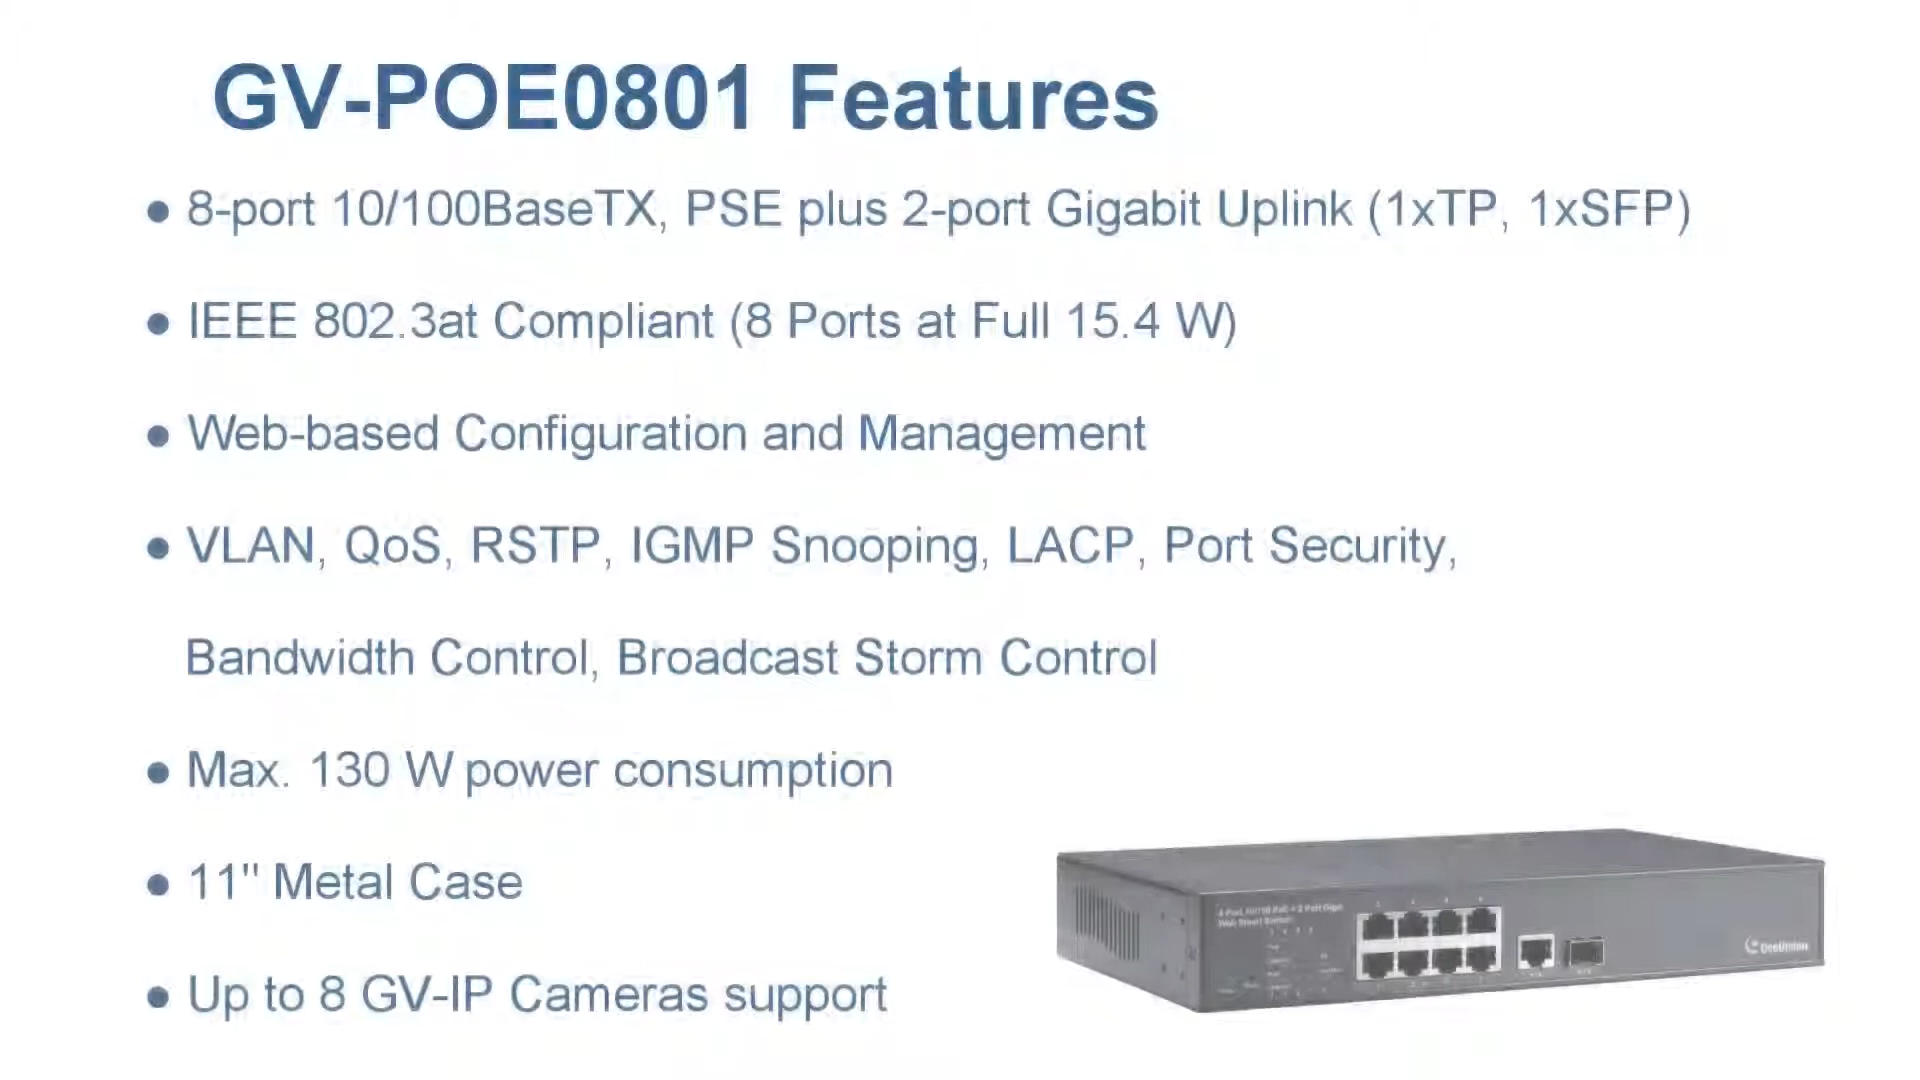 GV-POE0801 Features
● 8-port 10/100BaseTX, PSE plus 2-port Gigabit Uplink (1xTP, 1xSFP)
● IEEE 802.3at Compliant (8 Ports at Full 15.4 W)
● Web-based Configuration and Management
● VLAN, QoS, RSTP, IGMP Snooping, LACP, Port Security,
Bandwidth Control, Broadcast Storm Control
● Max. 130 W power consumption
● 11" Metal Case
● Up to 8 GV-IP Cameras support
GeoVision